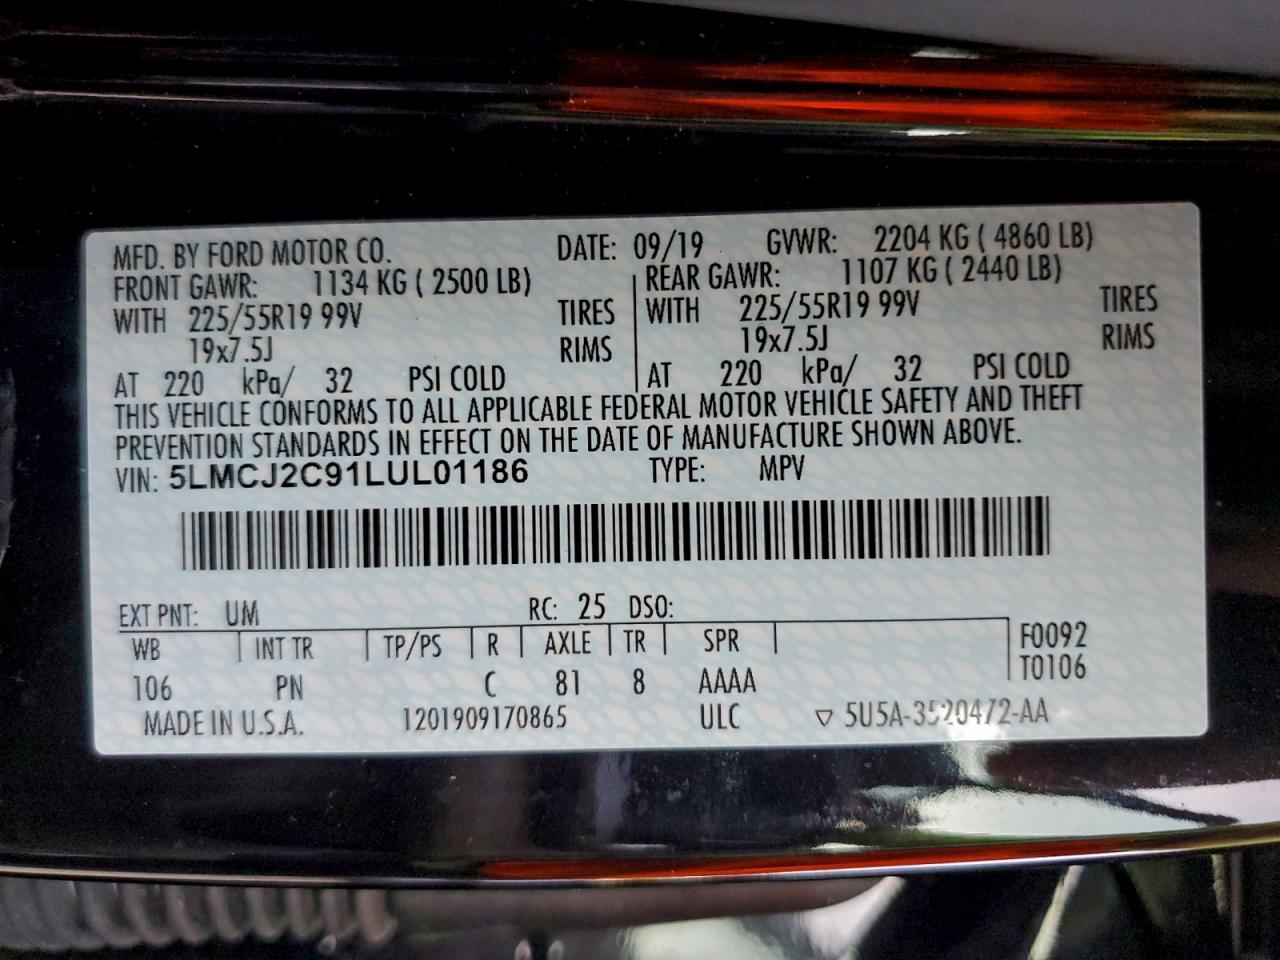 MFD. BY FORD MOTOR CO. DATE: 09/19 GVWR: 2204 KG ( 4860 LB)
FRONT GAWR: 1134 KG ( 2500 LB) REAR GAWR: 1107 KG ( 2440 LB)
WITH 225/55R19 99V TIRES WITH 225/55R19 99V TIRES
19x7.5J RIMS 19x7.5J RIMS
AT 220 kPa/ 32 PSI COLD AT 220 kPa/ 32 PSI COLD
THIS VEHICLE CONFORMS TO ALL APPLICABLE FEDERAL MOTOR VEHICLE SAFETY AND THEFT
PREVENTION STANDARDS IN EFFECT ON THE DATE OF MANUFACTURE SHOWN ABOVE.
VIN: 5LMCJ2C91LUL01186 TYPE: MPV
EXT PNT: UM RC: 25 DSO:
WB INT TR TP/PS R AXLE TR SPR F0092
T0106
106 PN C 81 8 AAAA
MADE IN U.S.A. 1201909170865 ULC ▽ 5U5A-3520472-AA